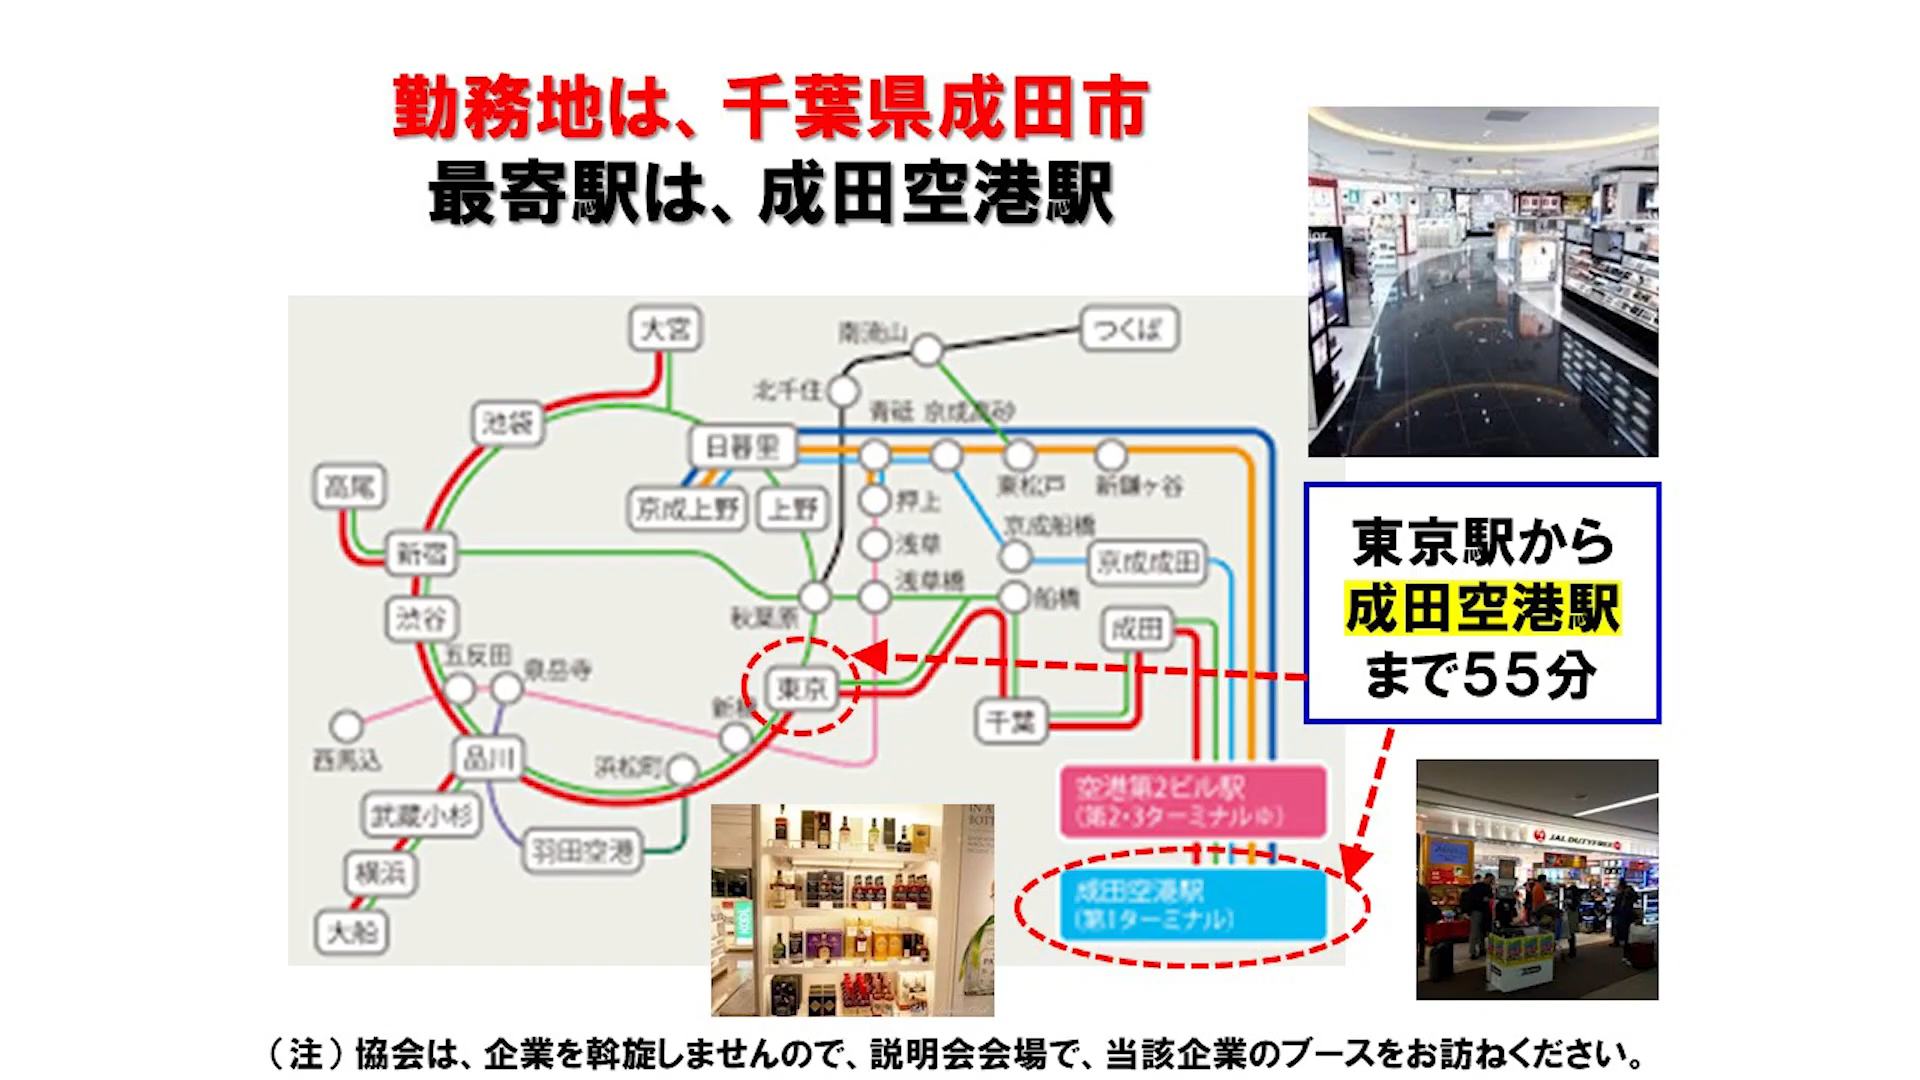 勤務地は、千葉県成田市
最寄駅は、成田空港駅
大宮
南流山
つくば
北千住
池袋
青砥 京成高砂
日暮里
高尾
京成上野
上野
押上
東松戸
新鎌ヶ谷
新宿
浅草
京成船橋
京成成田
浅草橋
船橋
渋谷
秋葉原
成田
五反田
泉岳寺
東京
新橋
千葉
西馬込
品川
浜松町
武蔵小杉
羽田空港
横浜
大船
空港第2ビル駅
(第2・3ターミナル※)
成田空港駅
(第1ターミナル)
東京駅から
成田空港駅
まで55分
JAL DUTYFREE
(注)協会は、企業を斡旋しませんので、説明会会場で、当該企業のブースをお訪ねください。